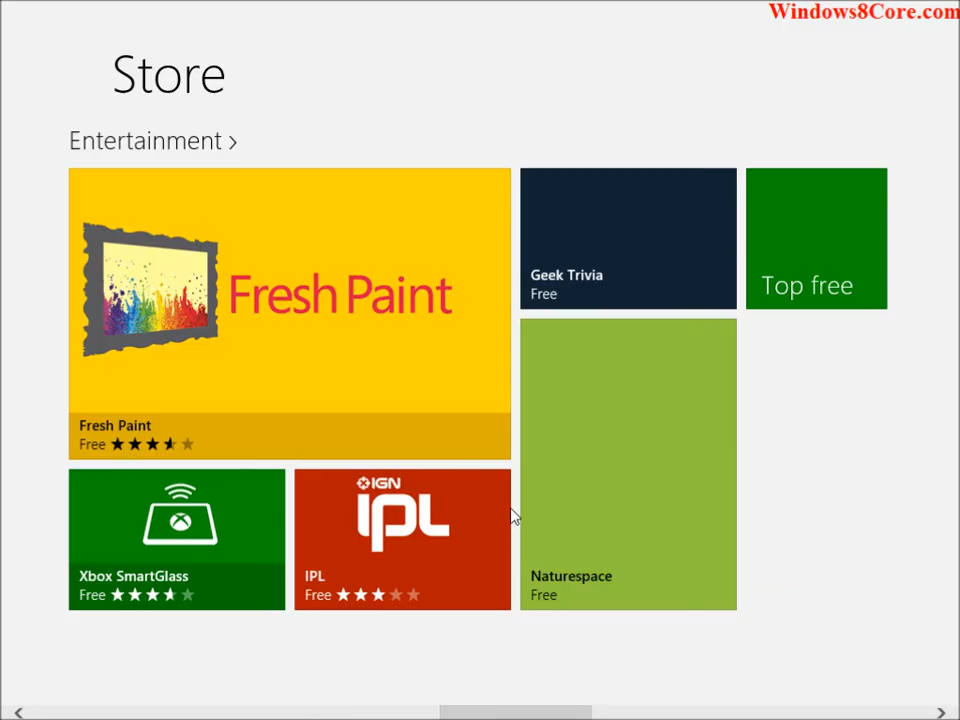 Windows8Core.com
Store
Entertainment ›
Fresh Paint
Fresh Paint
Free
Geek Trivia
Free
Top free
IGN
IPL
Xbox SmartGlass
Free
IPL
Free
Naturespace
Free